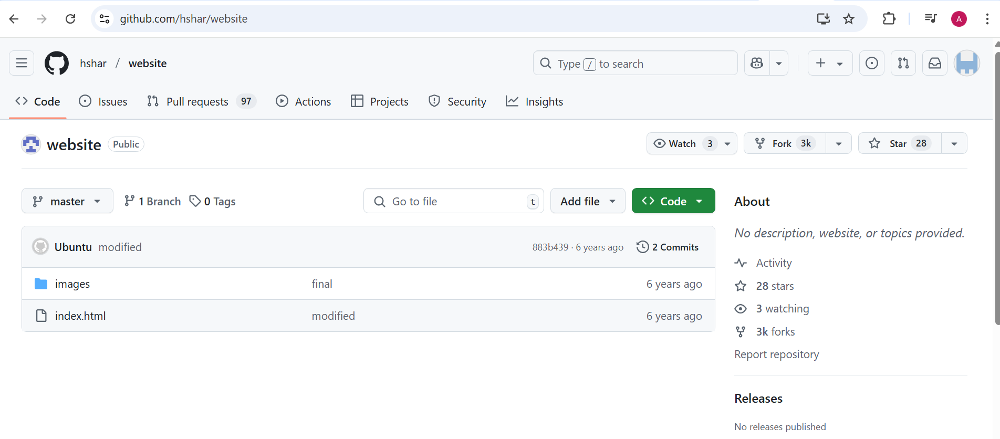 github.com/hshar/website
A
hshar / website
Type / to search
Code Issues Pull requests 97 Actions Projects Security Insights
website Public
Watch 3 Fork 3k Star 28
master 1 Branch 0 Tags Go to file t Add file Code
Ubuntu modified 883b439 · 6 years ago 2 Commits
images final 6 years ago
index.html modified 6 years ago
About
No description, website, or topics provided.
Activity
28 stars
3 watching
3k forks
Report repository
Releases
No releases published